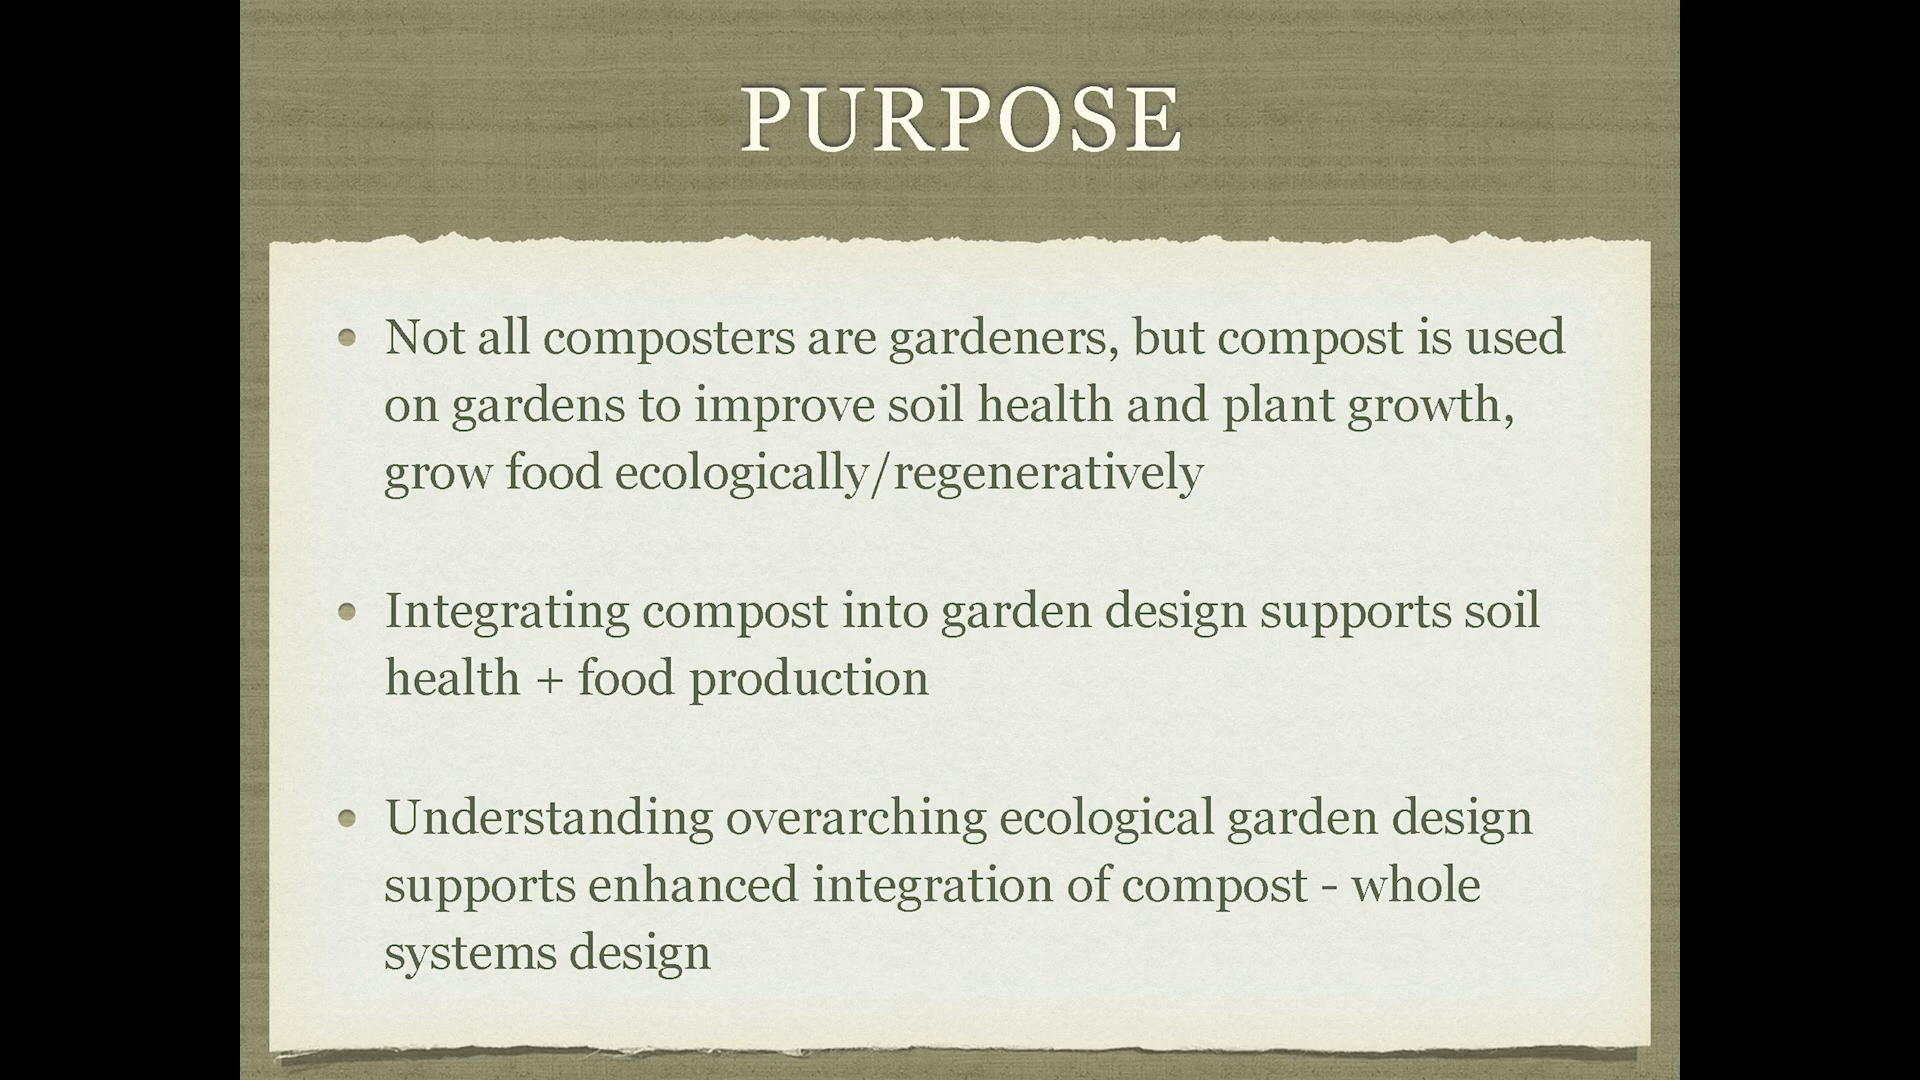 PURPOSE
• Not all composters are gardeners, but compost is used
on gardens to improve soil health and plant growth,
grow food ecologically/regeneratively
• Integrating compost into garden design supports soil
health + food production
• Understanding overarching ecological garden design
supports enhanced integration of compost - whole
systems design